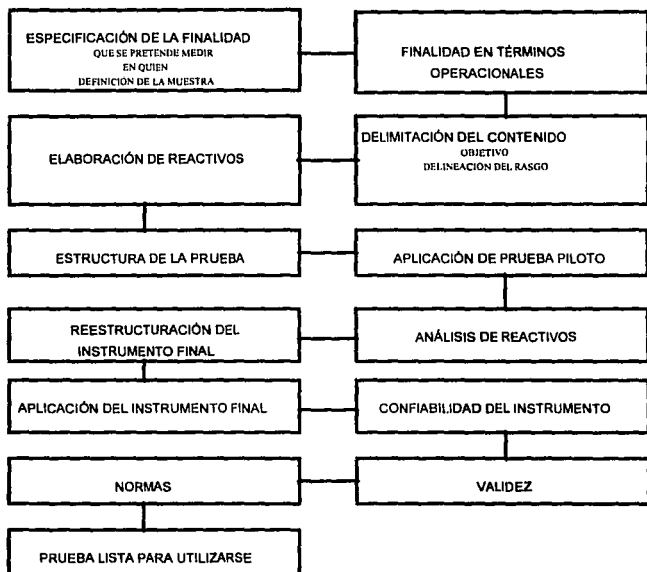 ESPECIFICACIÓN DE LA FINALIDAD
QUE SE PRETENDE MEDIR
EN QUIEN
DEFINICIÓN DE LA MUESTRA
FINALIDAD EN TÉRMINOS
OPERACIONALES
DELIMITACIÓN DEL CONTENIDO
OBJETIVO
DELINEACIÓN DEL RASGO
ELABORACIÓN DE REACTIVOS
ESTRUCTURA DE LA PRUEBA
APLICACIÓN DE PRUEBA PILOTO
ANÁLISIS DE REACTIVOS
REESTRUCTURACIÓN DEL
INSTRUMENTO FINAL
APLICACIÓN DEL INSTRUMENTO FINAL
CONFIABILIDAD DEL INSTRUMENTO
VALIDEZ
NORMAS
PRUEBA LISTA PARA UTILIZARSE